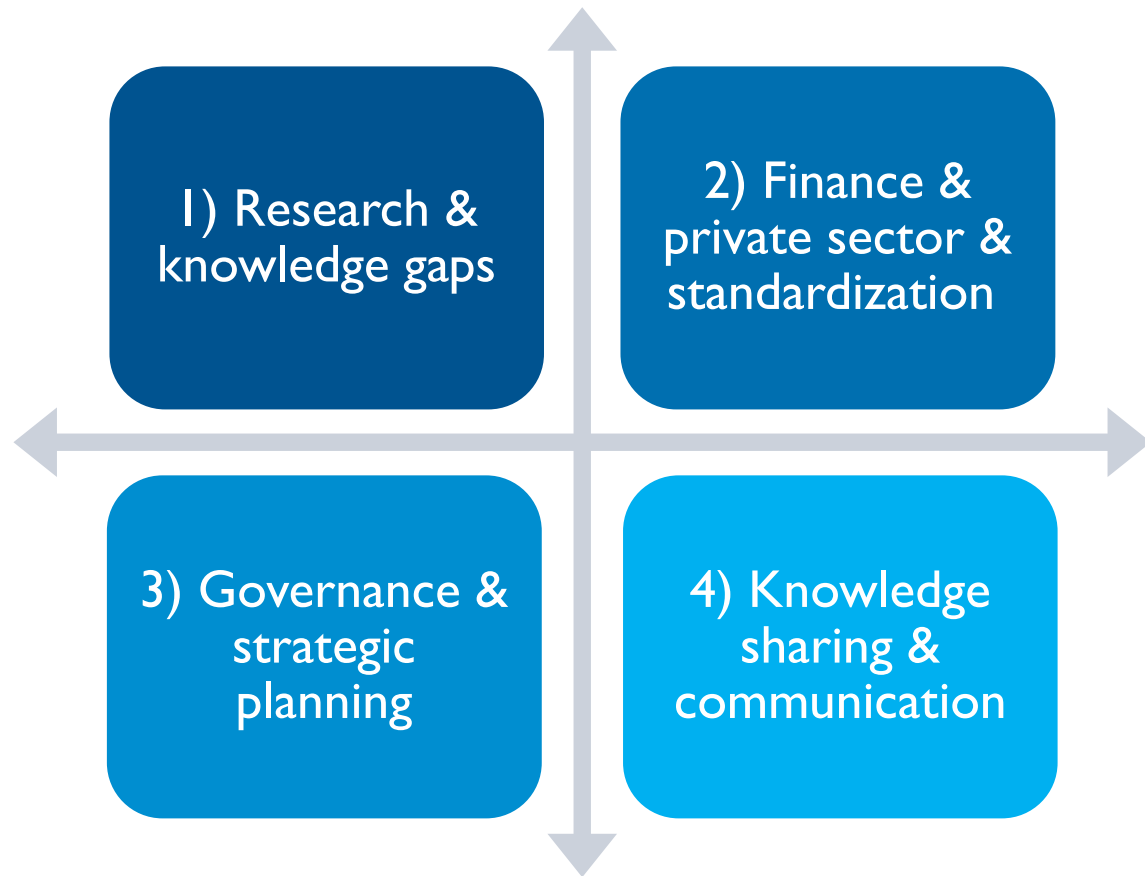 1) Research &
knowledge gaps
2) Finance &
private sector &
standardization
3) Governance &
strategic
planning
4) Knowledge
sharing &
communication